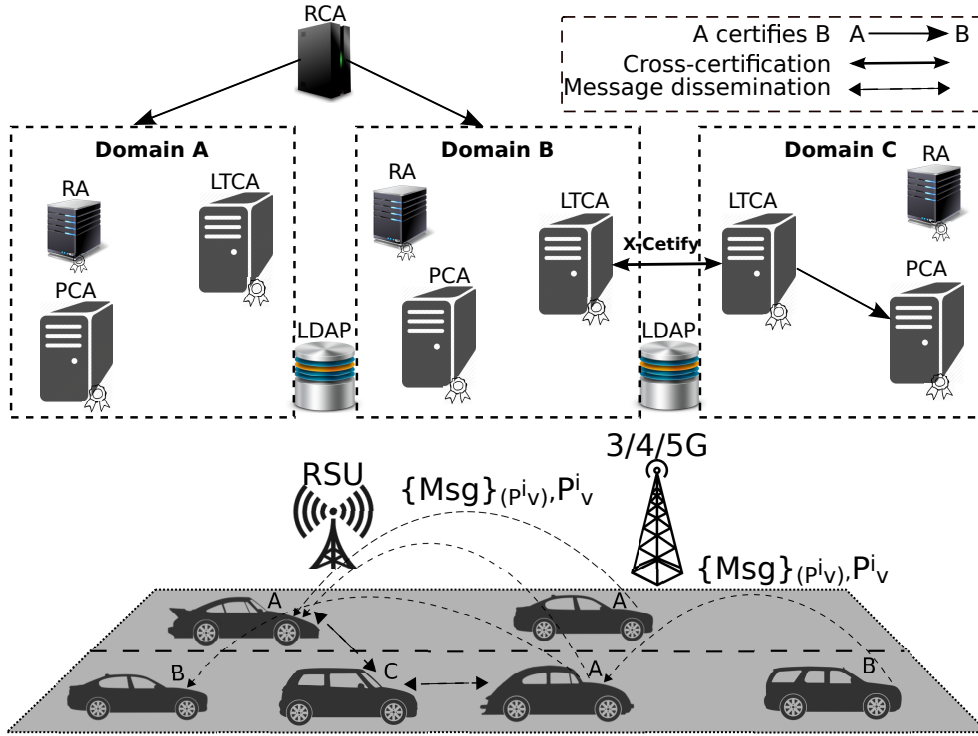 RCA
A certifies B A B
Cross-certification
Message dissemination
Domain A
Domain B
Domain C
RA
LTCA
PCA
RA
LTCA
PCA
X-Cetify
LTCA
RA
PCA
LDAP
LDAP
RSU
{Msg}(Pⁱv),Pⁱv
3/4/5G
{Msg}(Pⁱv),Pⁱv
A
A
B
C
A
B